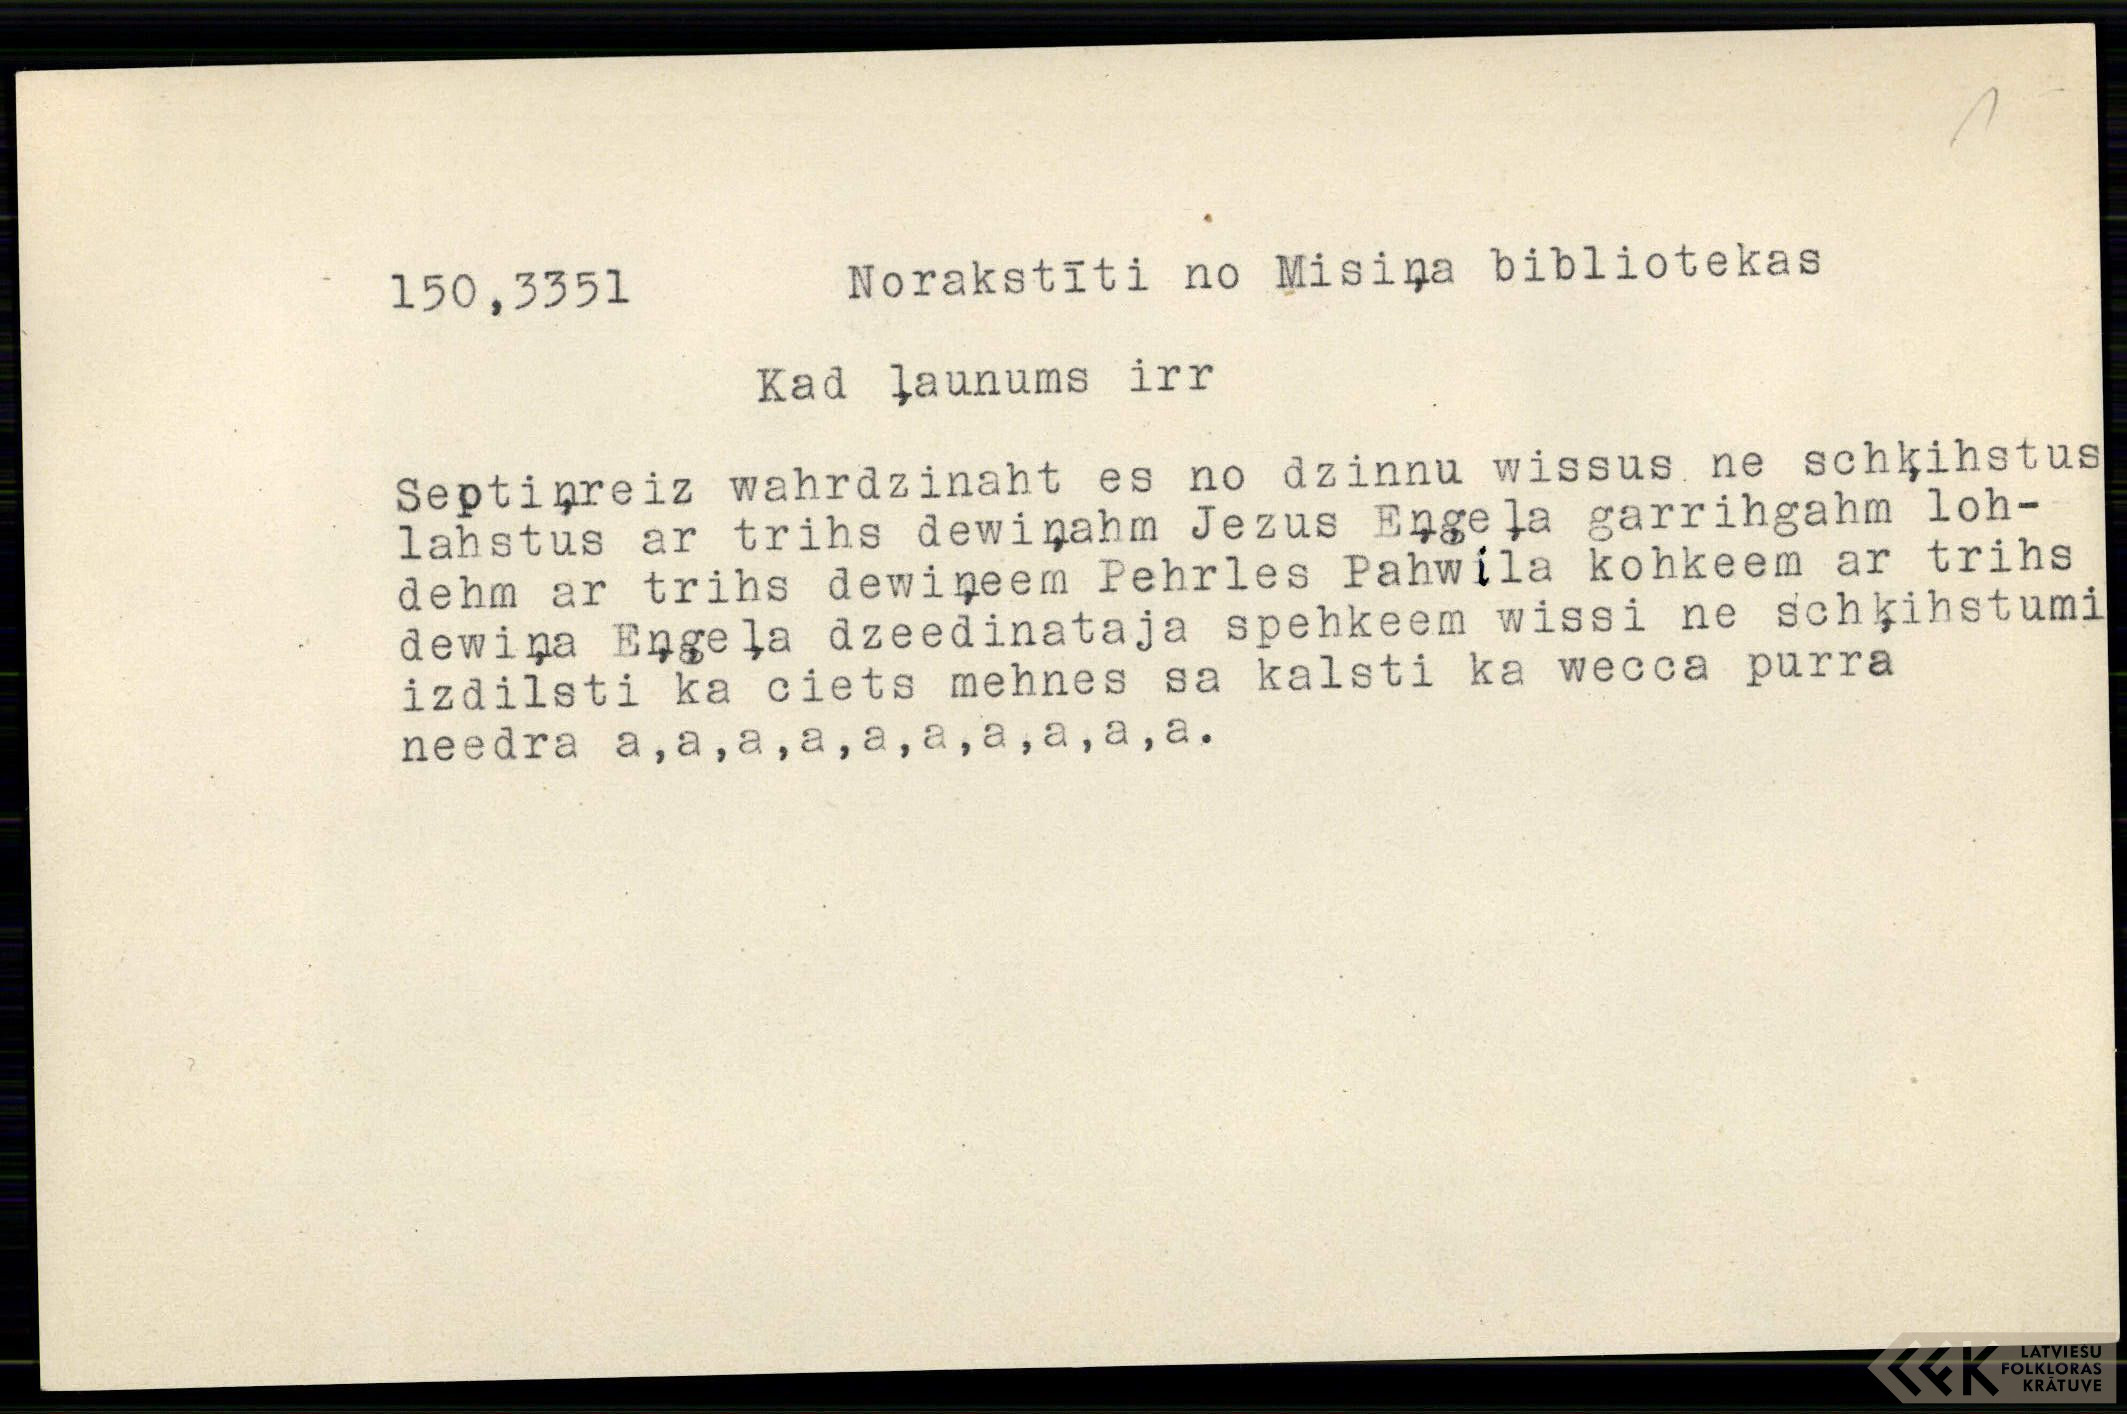 150,3351 Norakstīti no Misiņa bibliotekas
Kad ļaunums irr
Septiņreiz wahrdzinaht es no dzinnu wissus ne schķihstus
lahstus ar trihs dewiņahm Jezus Eņģeļa garrihgahm loh-
dehm ar trihs dewiņeem Pehrles Pahwila kohkeem ar trihs
dewiņa Eņģeļa dzeedinataja spehkeem wissi ne schķihstumi
izdilsti ka ciets mehnes sa kalsti ka wecca purra
needra a,a,a,a,a,a,a,a,a,a.
LATVIEŠU
FOLKLORAS
KRĀTUVE